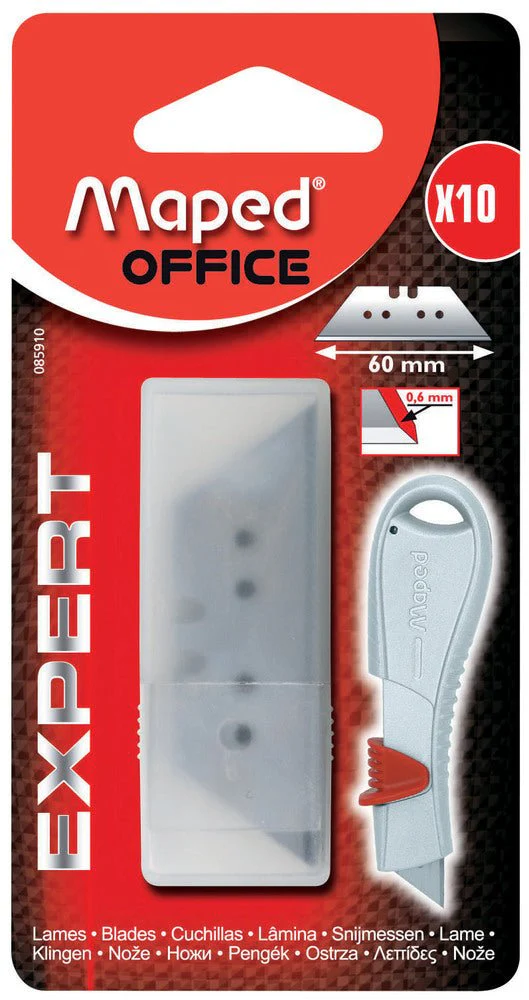 Maped®
OFFICE
X10
085910
60 mm
0,6 mm
EXPERT
Maped
Lames • Blades • Cuchillas • Lâmina • Snijmessen • Lame •
Klingen • Nože • Ножи • Pengék • Ostrza • Λεπίδες • Nože